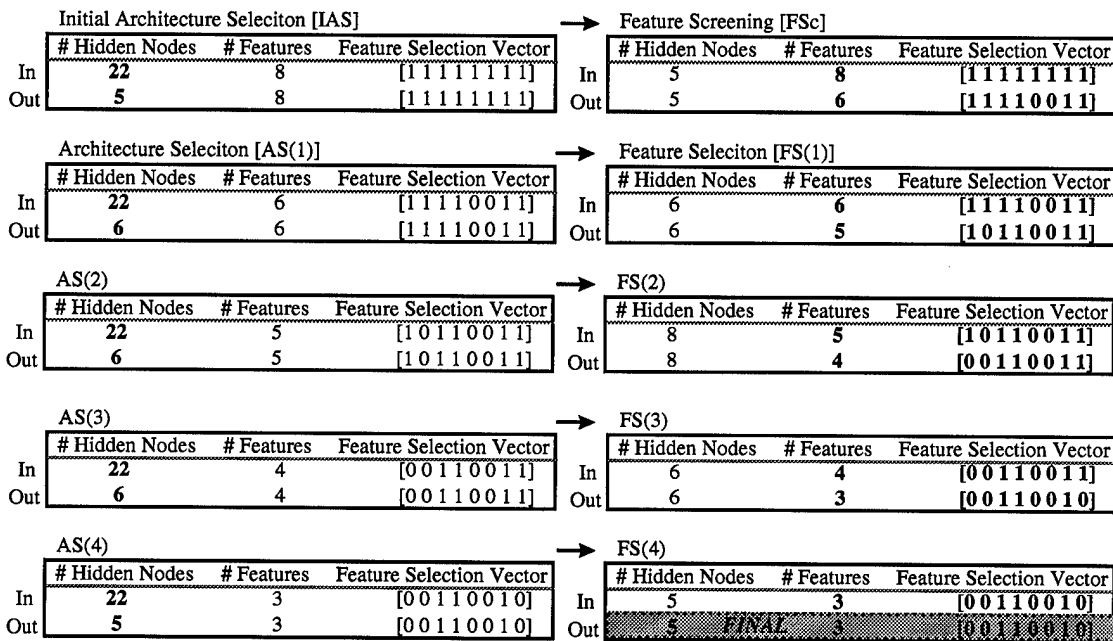 Initial Architecture Seleciton [IAS]
# Hidden Nodes # Features Feature Selection Vector
In 22 8 [1 1 1 1 1 1 1 1]
Out 5 8 [1 1 1 1 1 1 1 1]
Feature Screening [FSc]
# Hidden Nodes # Features Feature Selection Vector
In 5 8 [1 1 1 1 1 1 1 1]
Out 5 6 [1 1 1 1 0 0 1 1]
Architecture Seleciton [AS(1)]
# Hidden Nodes # Features Feature Selection Vector
In 22 6 [1 1 1 1 0 0 1 1]
Out 6 6 [1 1 1 1 0 0 1 1]
Feature Seleciton [FS(1)]
# Hidden Nodes # Features Feature Selection Vector
In 6 6 [1 1 1 1 0 0 1 1]
Out 6 5 [1 0 1 1 0 0 1 1]
AS(2)
# Hidden Nodes # Features Feature Selection Vector
In 22 5 [1 0 1 1 0 0 1 1]
Out 6 5 [1 0 1 1 0 0 1 1]
FS(2)
# Hidden Nodes # Features Feature Selection Vector
In 8 5 [1 0 1 1 0 0 1 1]
Out 8 4 [0 0 1 1 0 0 1 1]
AS(3)
# Hidden Nodes # Features Feature Selection Vector
In 22 4 [0 0 1 1 0 0 1 1]
Out 6 4 [0 0 1 1 0 0 1 1]
FS(3)
# Hidden Nodes # Features Feature Selection Vector
In 6 4 [0 0 1 1 0 0 1 1]
Out 6 3 [0 0 1 1 0 0 1 0]
AS(4)
# Hidden Nodes # Features Feature Selection Vector
In 22 3 [0 0 1 1 0 0 1 0]
Out 5 3 [0 0 1 1 0 0 1 0]
FS(4)
# Hidden Nodes # Features Feature Selection Vector
In 5 3 [0 0 1 1 0 0 1 0]
Out 5 FINAL 3 [0 0 1 1 0 0 1 0]